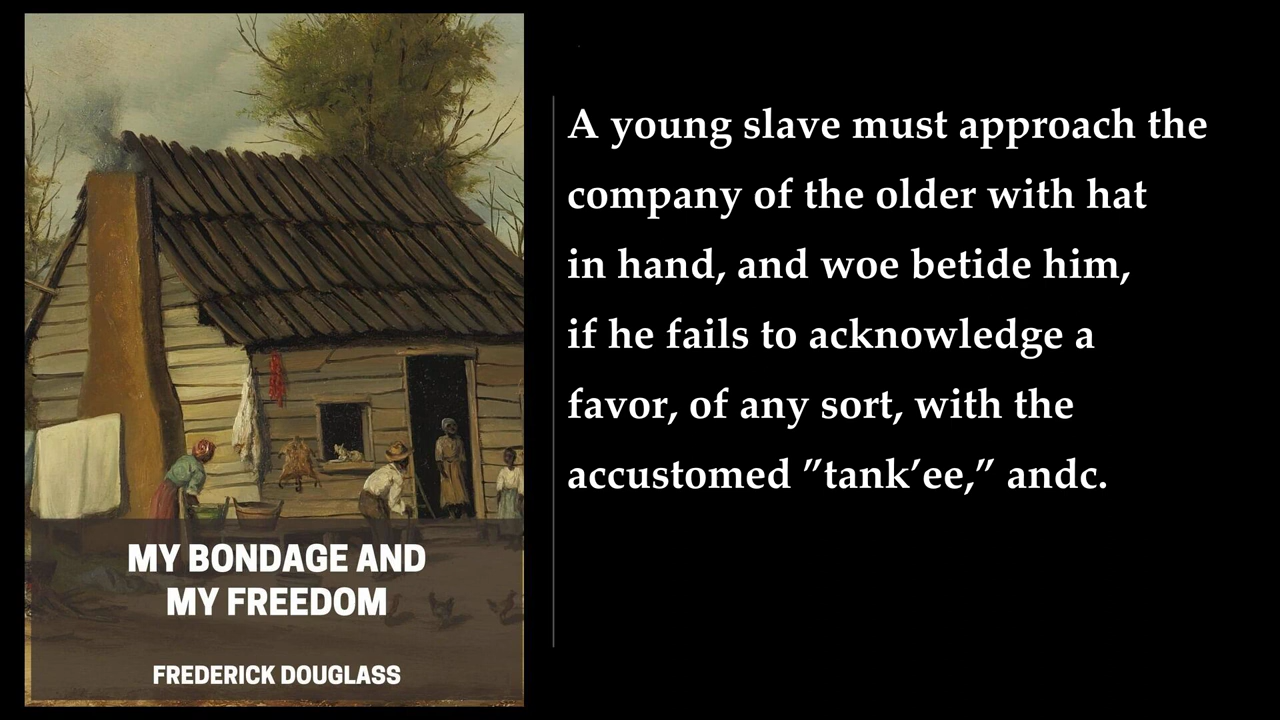 A young slave must approach the
company of the older with hat
in hand, and woe betide him,
if he fails to acknowledge a
favor, of any sort, with the
accustomed ”tank’ee,” andc.
MY BONDAGE AND
MY FREEDOM
FREDERICK DOUGLASS